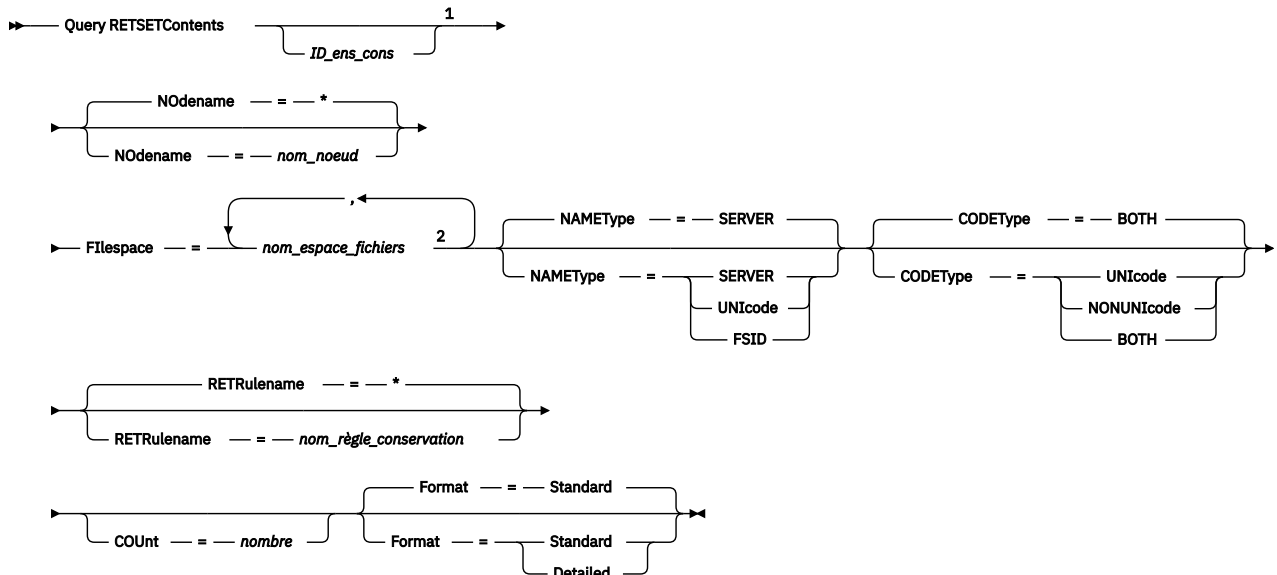 Query RETSETContents 1
ID_ens_cons
NOdename = *
NOdename = nom_noeud
,
FIlespace = nom_espace_fichiers 2
NAMEType = SERVER
NAMEType = SERVER
UNIcode
FSID
CODEType = BOTH
CODEType = UNIcode
NONUNIcode
BOTH
RETRulename = *
RETRulename = nom_règle_conservation
COUnt = nombre
Format = Standard
Format = Standard
Detailed